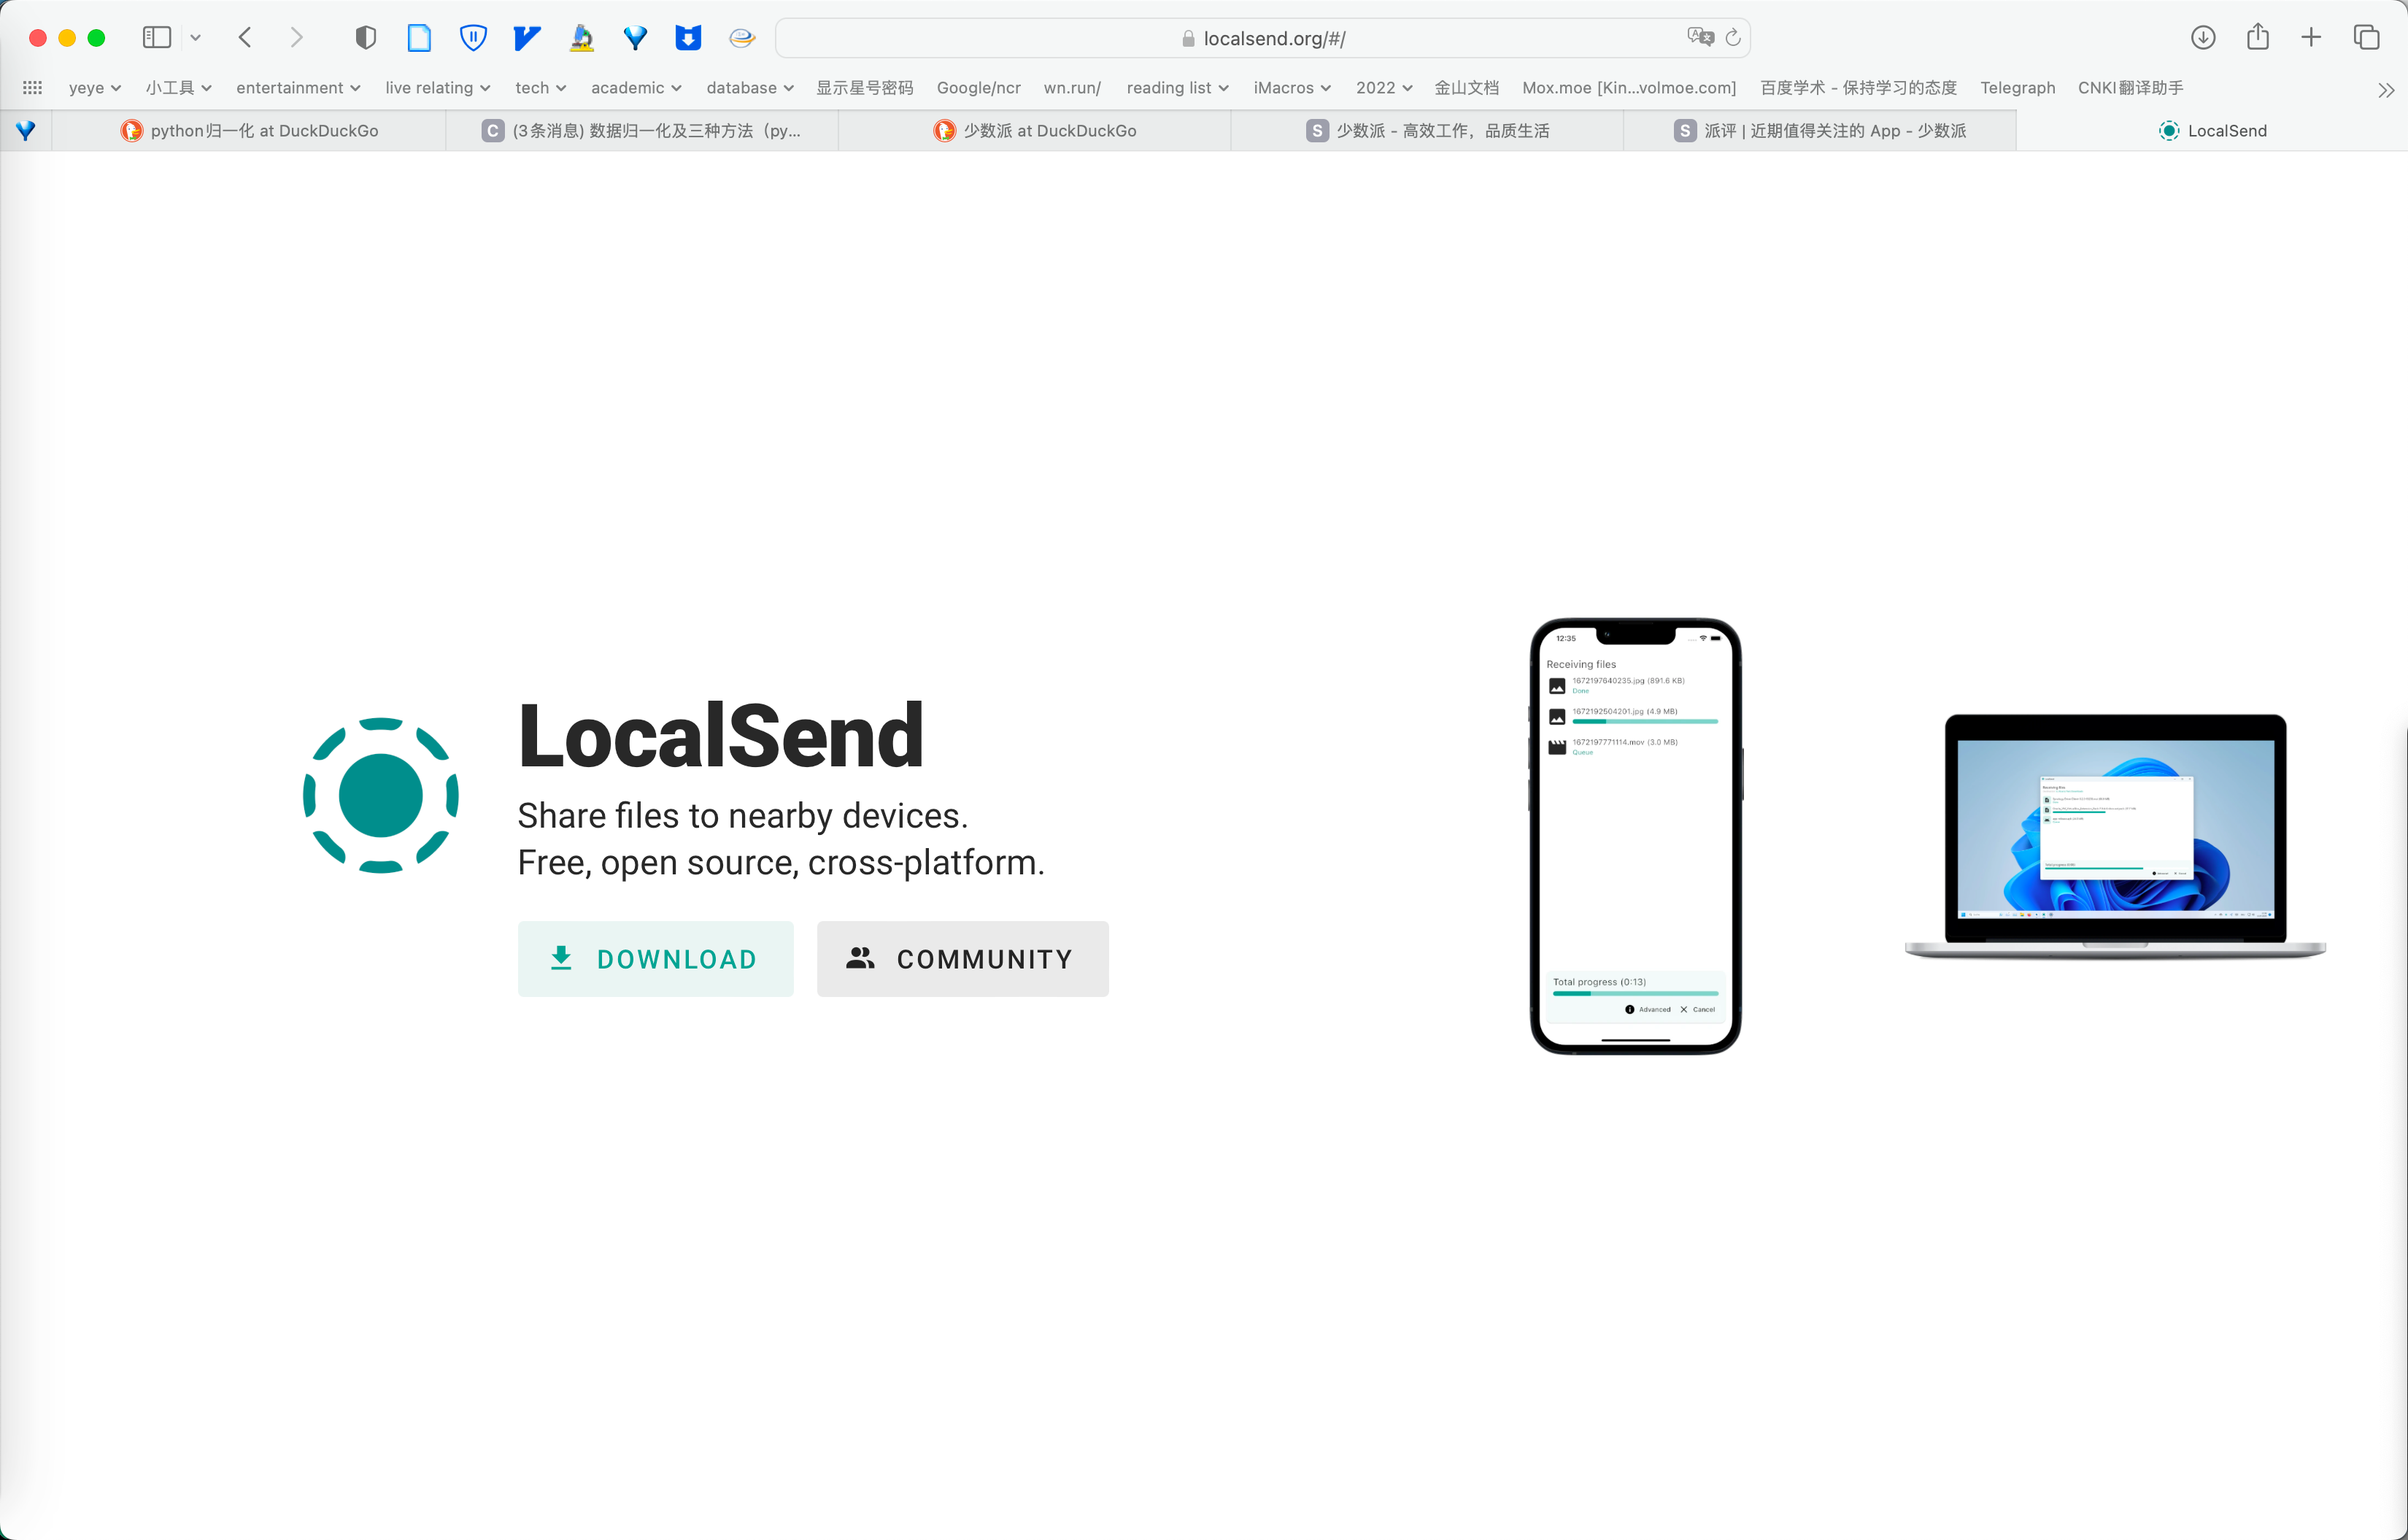 localsend.org/#/
yeye
小工具
entertainment
live relating
tech
academic
database
显示星号密码
Google/ncr
wn.run/
reading list
iMacros
2022
金山文档
Mox.moe [Kin...volmoe.com]
百度学术 - 保持学习的态度
Telegraph
CNKI翻译助手
python归一化 at DuckDuckGo
C
(3条消息) 数据归一化及三种方法（py...
少数派 at DuckDuckGo
S
少数派 - 高效工作，品质生活
S
派评 | 近期值得关注的 App - 少数派
LocalSend
LocalSend
Share files to nearby devices.
Free, open source, cross-platform.
DOWNLOAD
COMMUNITY
12:35
Receiving files
1672197640235.jpg (891.6 KB)
Done
1672192504201.jpg (4.9 MB)
1672197771114.mov (3.0 MB)
Queue
Total progress (0:13)
Advanced
Cancel
Receiving files